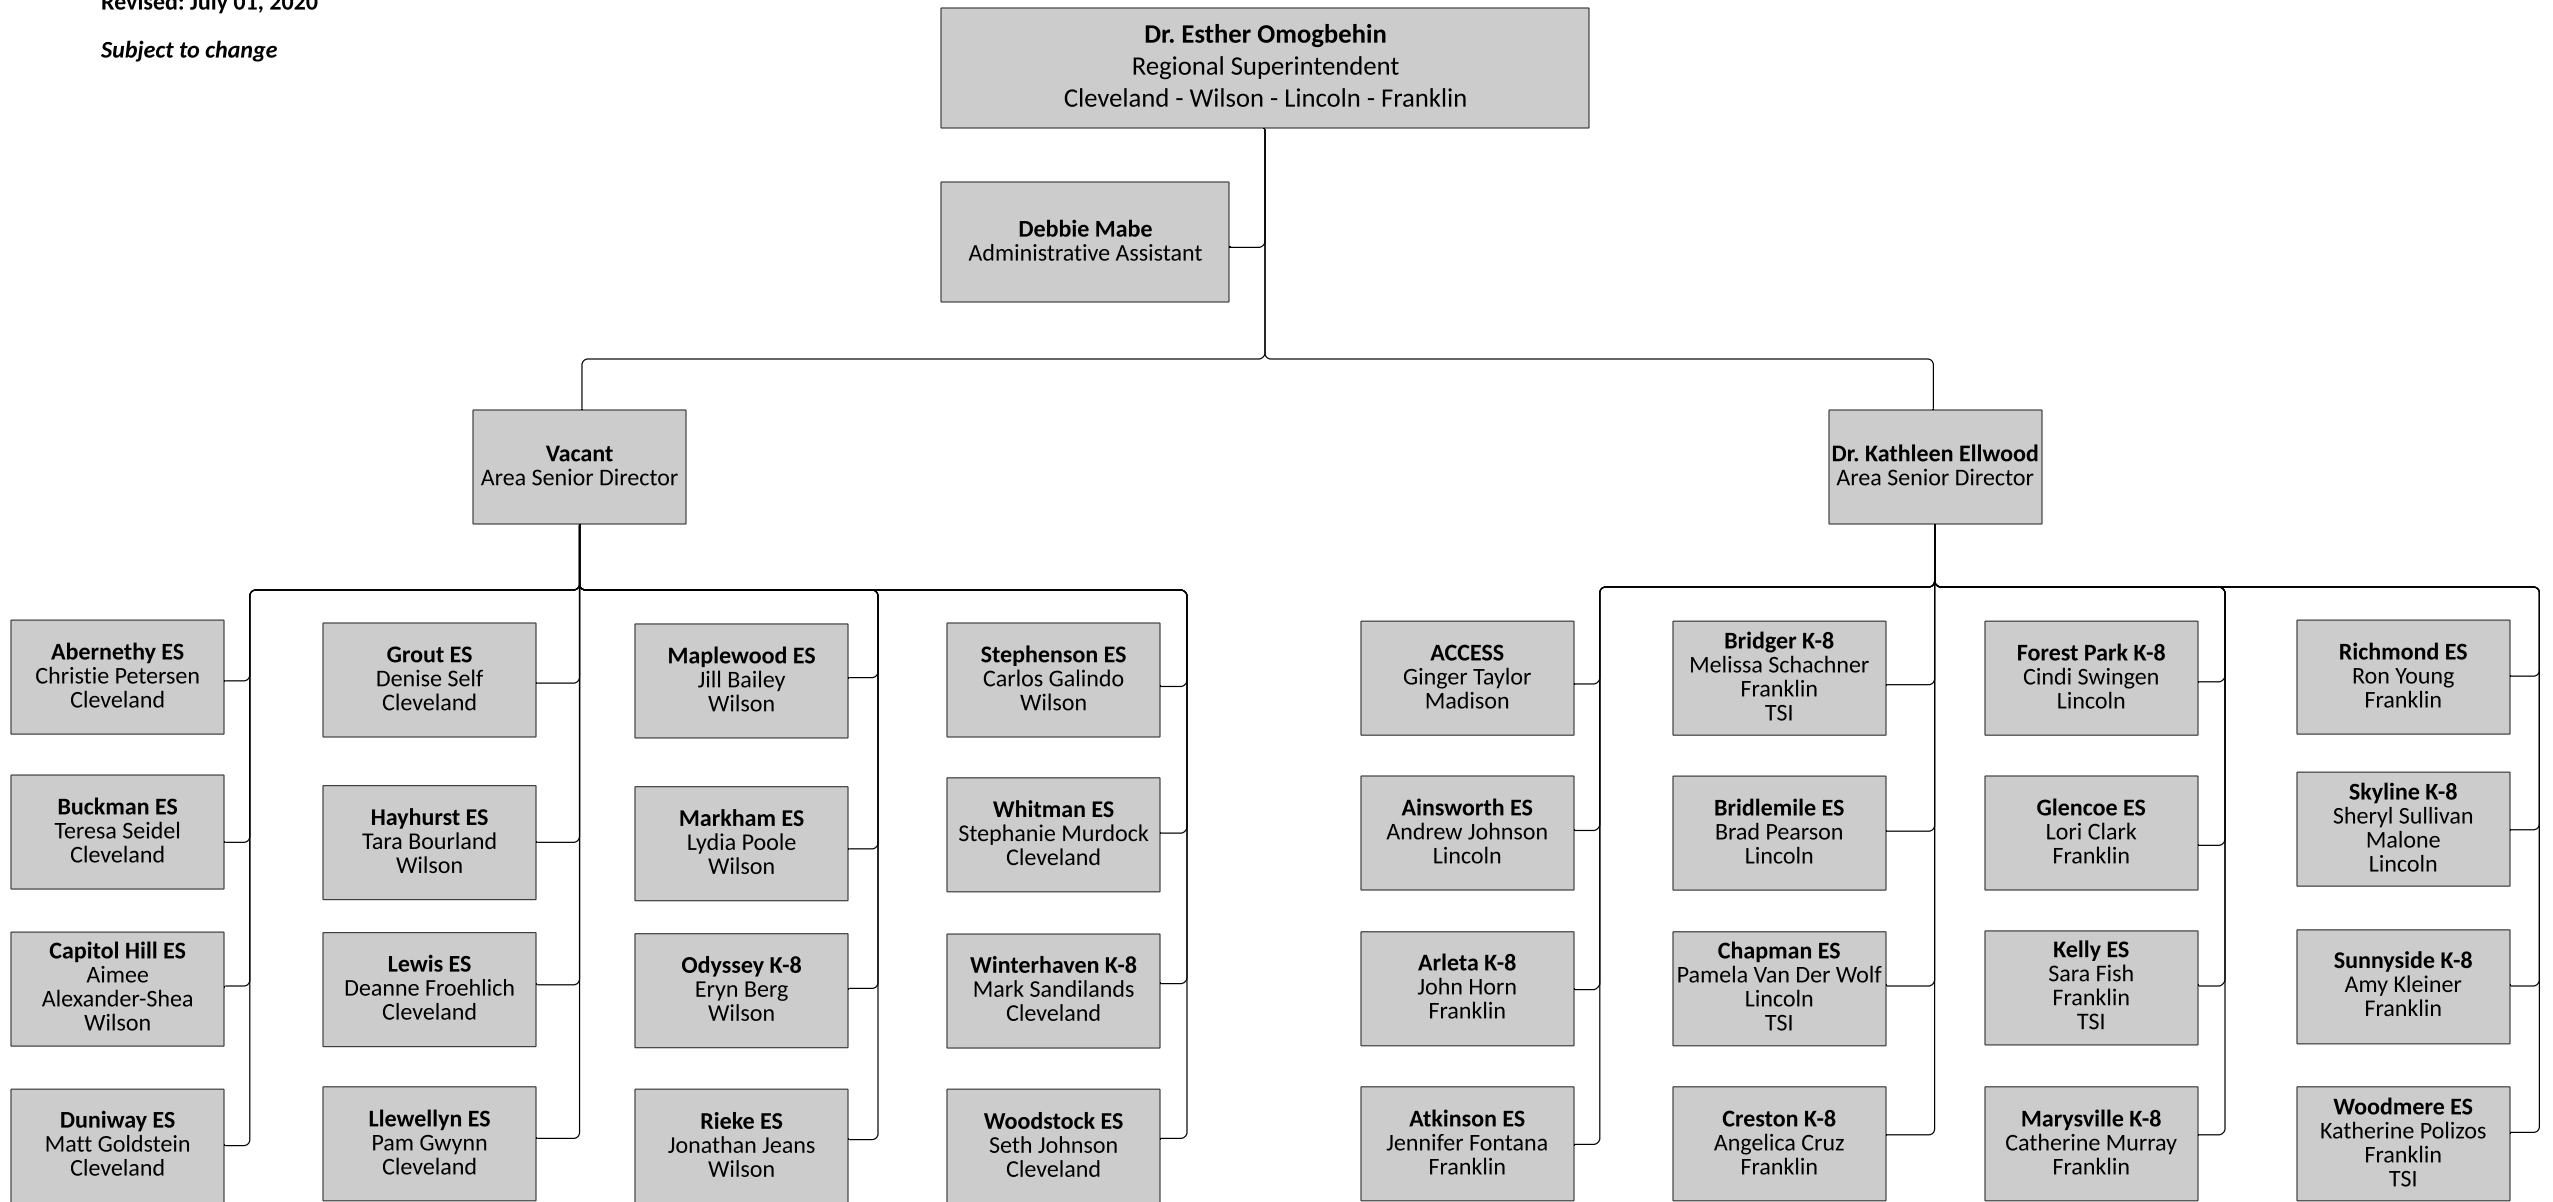 Revised: July 01, 2020
Subject to change
Dr. Esther Omogbehin
Regional Superintendent
Cleveland - Wilson - Lincoln - Franklin
Debbie Mabe
Administrative Assistant
Vacant
Area Senior Director
Dr. Kathleen Ellwood
Area Senior Director
Abernethy ES
Christie Petersen
Cleveland
Grout ES
Denise Self
Cleveland
Maplewood ES
Jill Bailey
Wilson
Stephenson ES
Carlos Galindo
Wilson
ACCESS
Ginger Taylor
Madison
Bridger K-8
Melissa Schachner
Franklin
TSI
Forest Park K-8
Cindi Swingen
Lincoln
Richmond ES
Ron Young
Franklin
Buckman ES
Teresa Seidel
Cleveland
Hayhurst ES
Tara Bourland
Wilson
Markham ES
Lydia Poole
Wilson
Whitman ES
Stephanie Murdock
Cleveland
Ainsworth ES
Andrew Johnson
Lincoln
Bridlemile ES
Brad Pearson
Lincoln
Glencoe ES
Lori Clark
Franklin
Skyline K-8
Sheryl Sullivan
Malone
Lincoln
Capitol Hill ES
Aimee
Alexander-Shea
Wilson
Lewis ES
Deanne Froehlich
Cleveland
Odyssey K-8
Eryn Berg
Wilson
Winterhaven K-8
Mark Sandilands
Cleveland
Arleta K-8
John Horn
Franklin
Chapman ES
Pamela Van Der Wolf
Lincoln
TSI
Kelly ES
Sara Fish
Franklin
TSI
Sunnyside K-8
Amy Kleiner
Franklin
Duniway ES
Matt Goldstein
Cleveland
Llewellyn ES
Pam Gwynn
Cleveland
Rieke ES
Jonathan Jeans
Wilson
Woodstock ES
Seth Johnson
Cleveland
Atkinson ES
Jennifer Fontana
Franklin
Creston K-8
Angelica Cruz
Franklin
Marysville K-8
Catherine Murray
Franklin
Woodmere ES
Katherine Polizos
Franklin
TSI